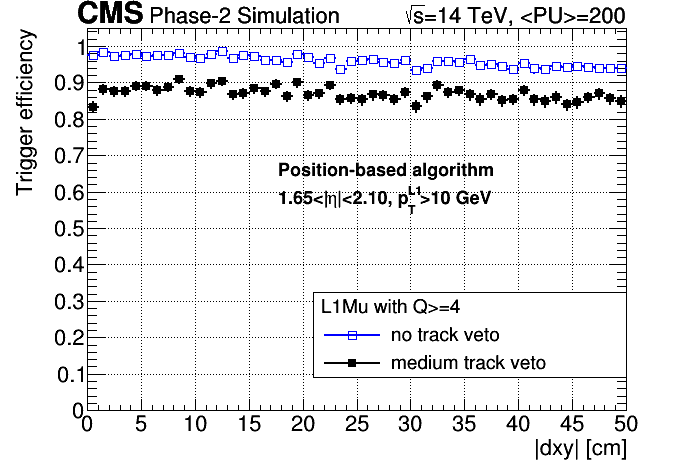 CMS Phase-2 Simulation √s=14 TeV, <PU>=200
Trigger efficiency
1
0.9
0.8
0.7
0.6
0.5
0.4
0.3
0.2
0.1
0
Position-based algorithm
1.65<|η|<2.10, p_T^L1>10 GeV
L1Mu with Q>=4
no track veto
medium track veto
0 5 10 15 20 25 30 35 40 45 50
|dxy| [cm]